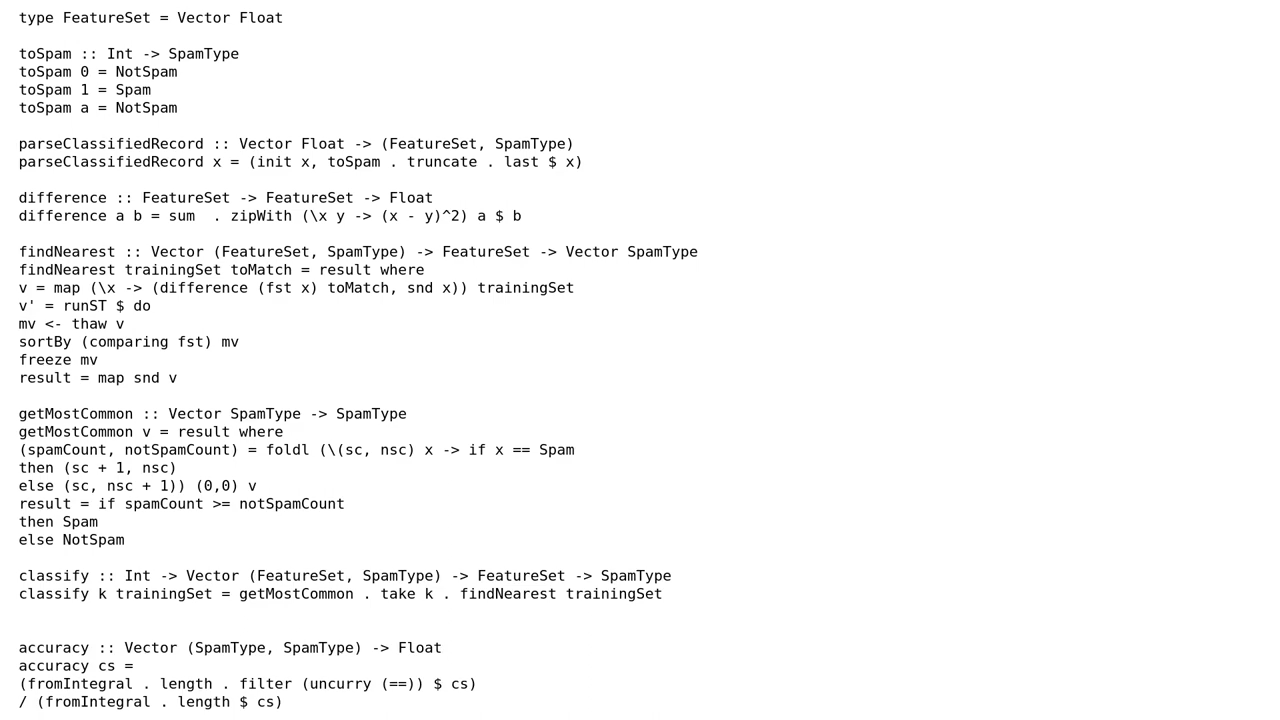 type FeatureSet = Vector Float
toSpam :: Int -> SpamType
toSpam 0 = NotSpam
toSpam 1 = Spam
toSpam a = NotSpam
parseClassifiedRecord :: Vector Float -> (FeatureSet, SpamType)
parseClassifiedRecord x = (init x, toSpam . truncate . last $ x)
difference :: FeatureSet -> FeatureSet -> Float
difference a b = sum  . zipWith (\x y -> (x - y)^2) a $ b
findNearest :: Vector (FeatureSet, SpamType) -> FeatureSet -> Vector SpamType
findNearest trainingSet toMatch = result where
v = map (\x -> (difference (fst x) toMatch, snd x)) trainingSet
v' = runST $ do
mv <- thaw v
sortBy (comparing fst) mv
freeze mv
result = map snd v
getMostCommon :: Vector SpamType -> SpamType
getMostCommon v = result where
(spamCount, notSpamCount) = foldl (\(sc, nsc) x -> if x == Spam
then (sc + 1, nsc)
else (sc, nsc + 1)) (0,0) v
result = if spamCount >= notSpamCount
then Spam
else NotSpam
classify :: Int -> Vector (FeatureSet, SpamType) -> FeatureSet -> SpamType
classify k trainingSet = getMostCommon . take k . findNearest trainingSet
accuracy :: Vector (SpamType, SpamType) -> Float
accuracy cs =
(fromIntegral . length . filter (uncurry (==)) $ cs)
/ (fromIntegral . length $ cs)